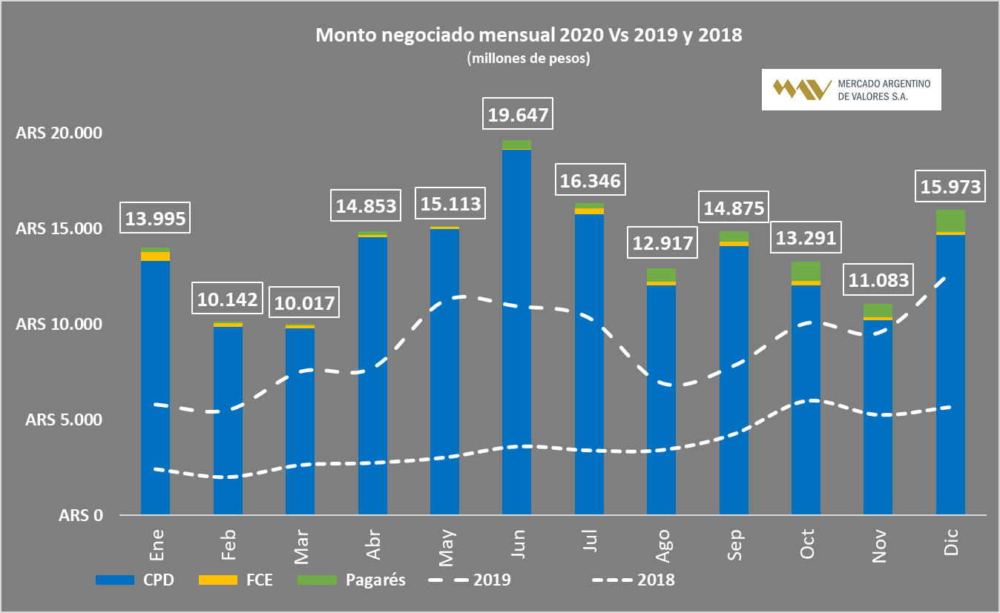 Monto negociado mensual 2020 Vs 2019 y 2018
(millones de pesos)
MERCADO ARGENTINO
DE VALORES S.A.
ARS 20.000
ARS 15.000
ARS 10.000
ARS 5.000
ARS 0
13.995
10.142
10.017
14.853
15.113
19.647
16.346
12.917
14.875
13.291
11.083
15.973
Ene
Feb
Mar
Abr
May
Jun
Jul
Ago
Sep
Oct
Nov
Dic
CPD
FCE
Pagarés
2019
2018